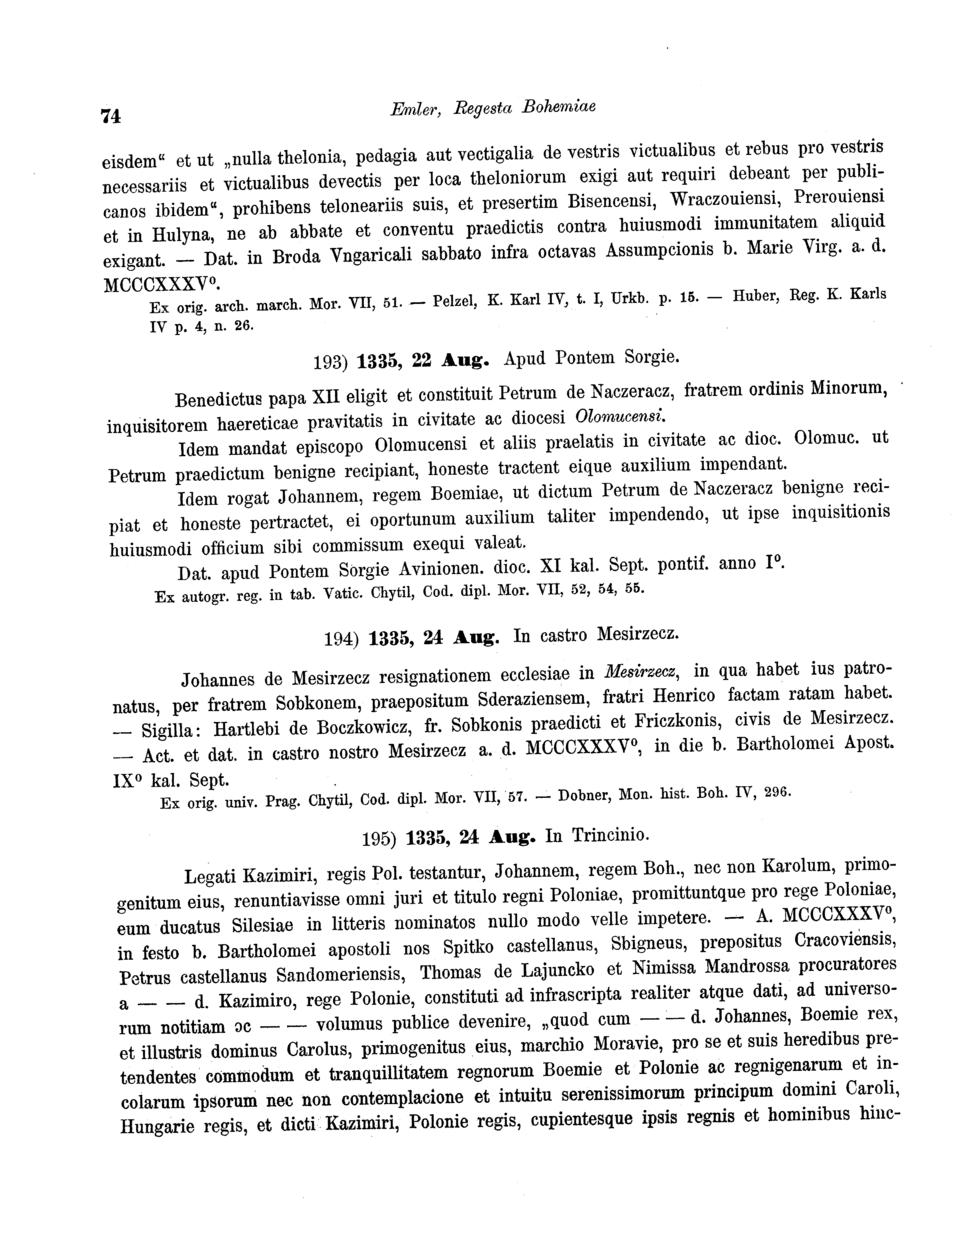 74
Emler, Regesta Bohemiae
eisdem“ et ut „nulla thelonia, pedagia aut vectigalia de vestris victualibus et rebus pro vestris
necessariis et victualibus devectis per loca theloniorum exigi aut requiri debeant per publi-
canos ibidem“, prohibens teloneariis suis, et presertim Bisencensi, Wraczouiensi, Prerouiensi
et in Hulyna, ne ab abbate et conventu praedictis contra huiusmodi immunitatem aliquid
exigant. — Dat. in Broda Vngaricali sabbato infra octavas Assumpcionis b. Marie Virg. a. d.
MCCCXXXV⁰.
Ex orig. arch. march. Mor. VII, 51. — Pelzel, K. Karl IV, t. I, Urkb. p. 15. — Huber, Reg. K. Karls
IV p. 4, n. 26.
193) 1335, 22 Aug. Apud Pontem Sorgie.
Benedictus papa XII eligit et constituit Petrum de Naczeracz, fratrem ordinis Minorum,
inquisitorem haereticae pravitatis in civitate ac diocesi Olomucensi.
Idem mandat episcopo Olomucensi et aliis praelatis in civitate ac dioc. Olomuc. ut
Petrum praedictum benigne recipiant, honeste tractent eique auxilium impendant.
Idem rogat Johannem, regem Boemiae, ut dictum Petrum de Naczeracz benigne reci-
piat et honeste pertractet, ei oportunum auxilium taliter impendendo, ut ipse inquisitionis
huiusmodi officium sibi commissum exequi valeat.
Dat. apud Pontem Sorgie Avinionen. dioc. XI kal. Sept. pontif. anno I⁰.
Ex autogr. reg. in tab. Vatic. Chytil, Cod. dipl. Mor. VII, 52, 54, 55.
194) 1335, 24 Aug. In castro Mesirzecz.
Johannes de Mesirzecz resignationem ecclesiae in Mesirzecz, in qua habet ius patro-
natus, per fratrem Sobkonem, praepositum Sderaziensem, fratri Henrico factam ratam habet.
— Sigilla: Hartlebi de Boczkowicz, fr. Sobkonis praedicti et Friczkonis, civis de Mesirzecz.
— Act. et dat. in castro nostro Mesirzecz a. d. MCCCXXXV⁰, in die b. Bartholomei Apost.
IX⁰ kal. Sept.
Ex orig. univ. Prag. Chytil, Cod. dipl. Mor. VII, 57. — Dobner, Mon. hist. Boh. IV, 296.
195) 1335, 24 Aug. In Trincinio.
Legati Kazimiri, regis Pol. testantur, Johannem, regem Boh., nec non Karolum, primo-
genitum eius, renuntiavisse omni juri et titulo regni Poloniae, promittuntque pro rege Poloniae,
eum ducatus Silesiae in litteris nominatos nullo modo velle impetere. — A. MCCCXXXV⁰,
in festo b. Bartholomei apostoli nos Spitko castellanus, Sbigneus, prepositus Cracoviensis,
Petrus castellanus Sandomeriensis, Thomas de Lajuncko et Nimissa Mandrossa procuratores
a — — d. Kazimiro, rege Polonie, constituti ad infrascripta realiter atque dati, ad universo-
rum notitiam ɔc — — volumus publice devenire, „quod cum — — d. Johannes, Boemie rex,
et illustris dominus Carolus, primogenitus eius, marchio Moravie, pro se et suis heredibus pre-
tendentes commodum et tranquillitatem regnorum Boemie et Polonie ac regnigenarum et in-
colarum ipsorum nec non contemplacione et intuitu serenissimorum principum domini Caroli,
Hungarie regis, et dicti Kazimiri, Polonie regis, cupientesque ipsis regnis et hominibus hinc-